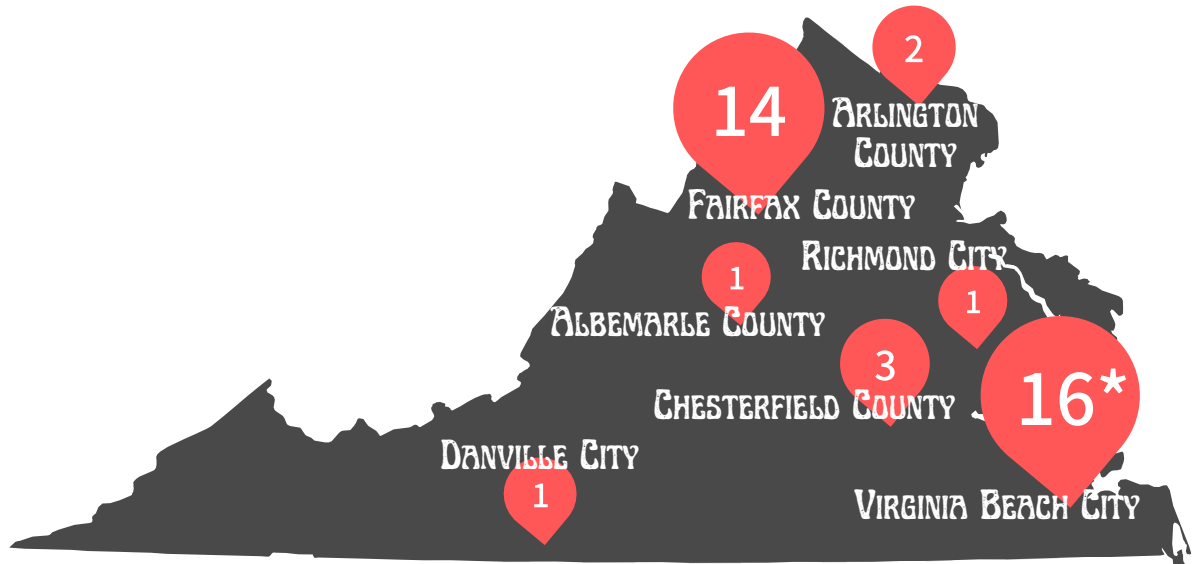 2
14
Arlington
County
Fairfax County
Richmond City
1
1
Albemarle County
3
16*
Chesterfield County
Danville City
1
Virginia Beach City